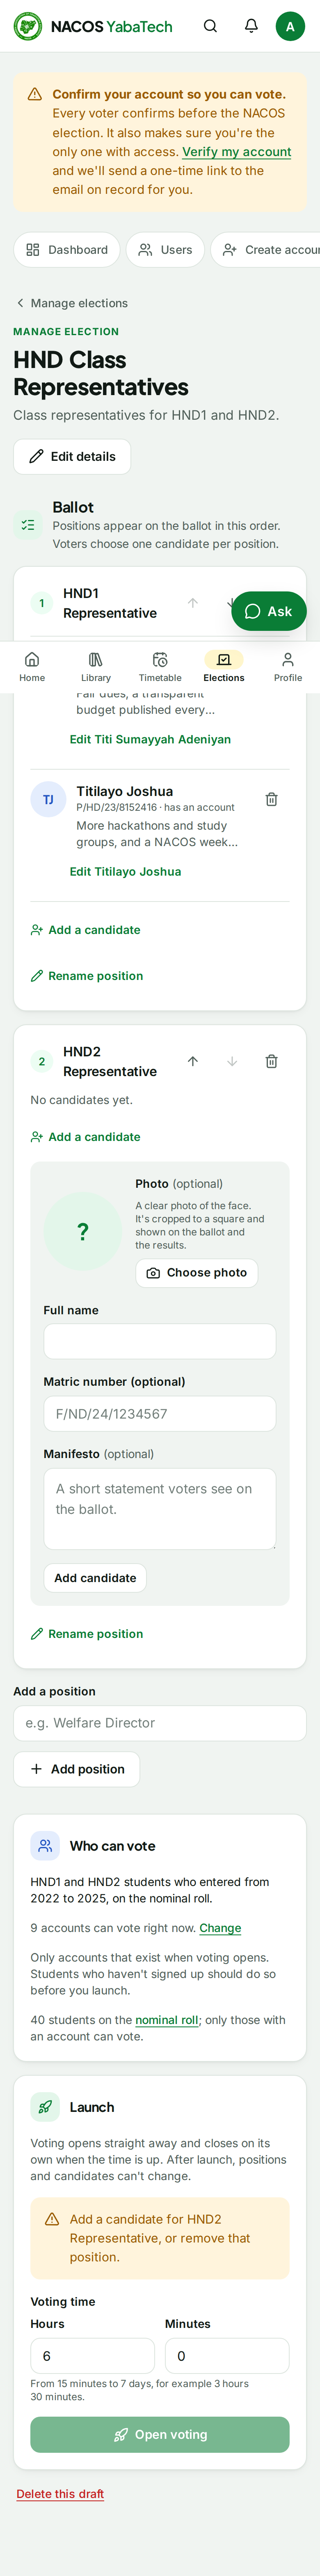 NACOS YabaTech
A
Confirm your account so you can vote.
Every voter confirms before the NACOS
election. It also makes sure you're the
only one with access. Verify my account
and we'll send a one-time link to the
email on record for you.
Dashboard
Users
Create
Manage elections
MANAGE ELECTION
HND Class
Representatives
Class representatives for HND1 and HND2.
Edit details
Ballot
Positions appear on the ballot in this order.
Voters choose one candidate per position.
1
HND1
Representative
Ask
Home
Library
Timetable
Elections
Profile
Fair dues, a transparent
budget published every...
Edit Titi Sumayyah Adeniyan
TJ
Titilayo Joshua
P/HD/23/8152416 · has an account
More hackathons and study
groups, and a NACOS week...
Edit Titilayo Joshua
Add a candidate
Rename position
2
HND2
Representative
No candidates yet.
Add a candidate
?
Photo (optional)
A clear photo of the face.
It's cropped to a square and
shown on the ballot and
the results.
Choose photo
Full name
Matric number (optional)
F/ND/24/1234567
Manifesto (optional)
A short statement voters see on
the ballot.
Add candidate
Rename position
Add a position
e.g. Welfare Director
Add position
Who can vote
HND1 and HND2 students who entered from
2022 to 2025, on the nominal roll.
9 accounts can vote right now. Change
Only accounts that exist when voting opens.
Students who haven't signed up should do so
before you launch.
40 students on the nominal roll; only those with
an account can vote.
Launch
Voting opens straight away and closes on its
own when the time is up. After launch, positions
and candidates can't change.
Add a candidate for HND2
Representative, or remove that
position.
Voting time
Hours
Minutes
6
0
From 15 minutes to 7 days, for example 3 hours
30 minutes.
Open voting
Delete this draft